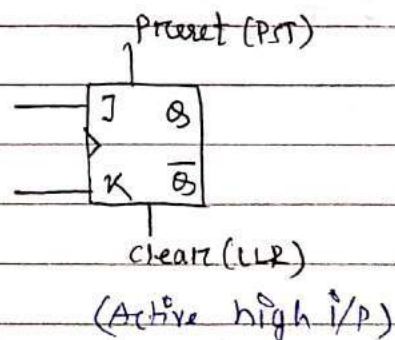 Preset (PST)
J Q
K Q̅
Clear (CLR)
(Active high i/p)